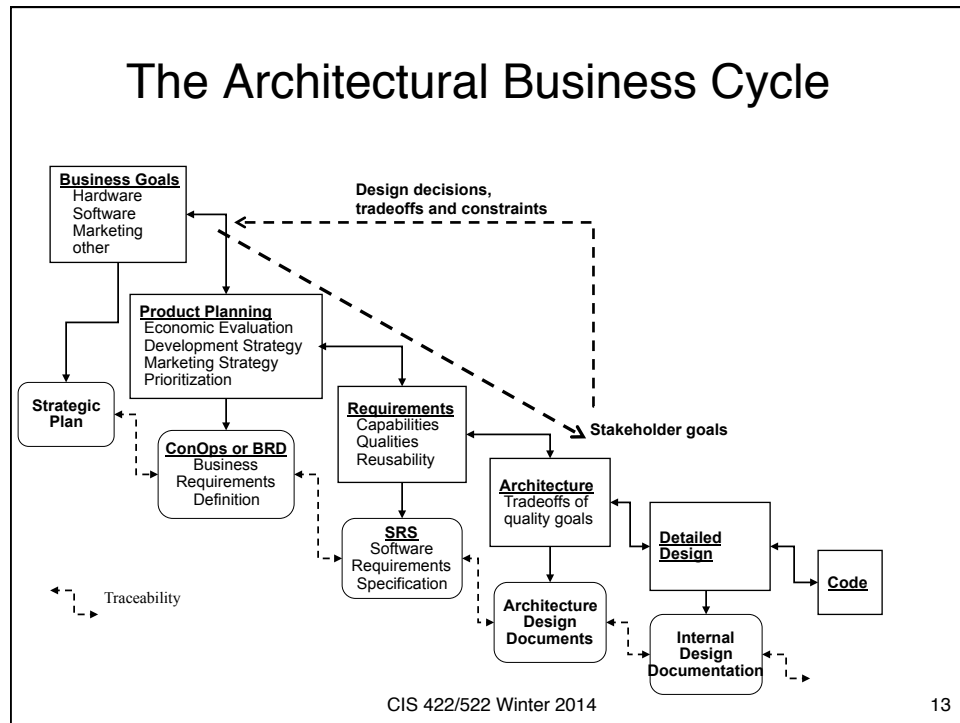 The Architectural Business Cycle
Business Goals
Hardware
Software
Marketing
other
Design decisions,
tradeoffs and constraints
Product Planning
Economic Evaluation
Development Strategy
Marketing Strategy
Prioritization
Strategic
Plan
Requirements
Capabilities
Qualities
Reusability
Stakeholder goals
ConOps or BRD
Business
Requirements
Definition
Architecture
Tradeoffs of
quality goals
SRS
Software
Requirements
Specification
Detailed
Design
Code
Traceability
Architecture
Design
Documents
Internal
Design
Documentation
CIS 422/522 Winter 2014
13